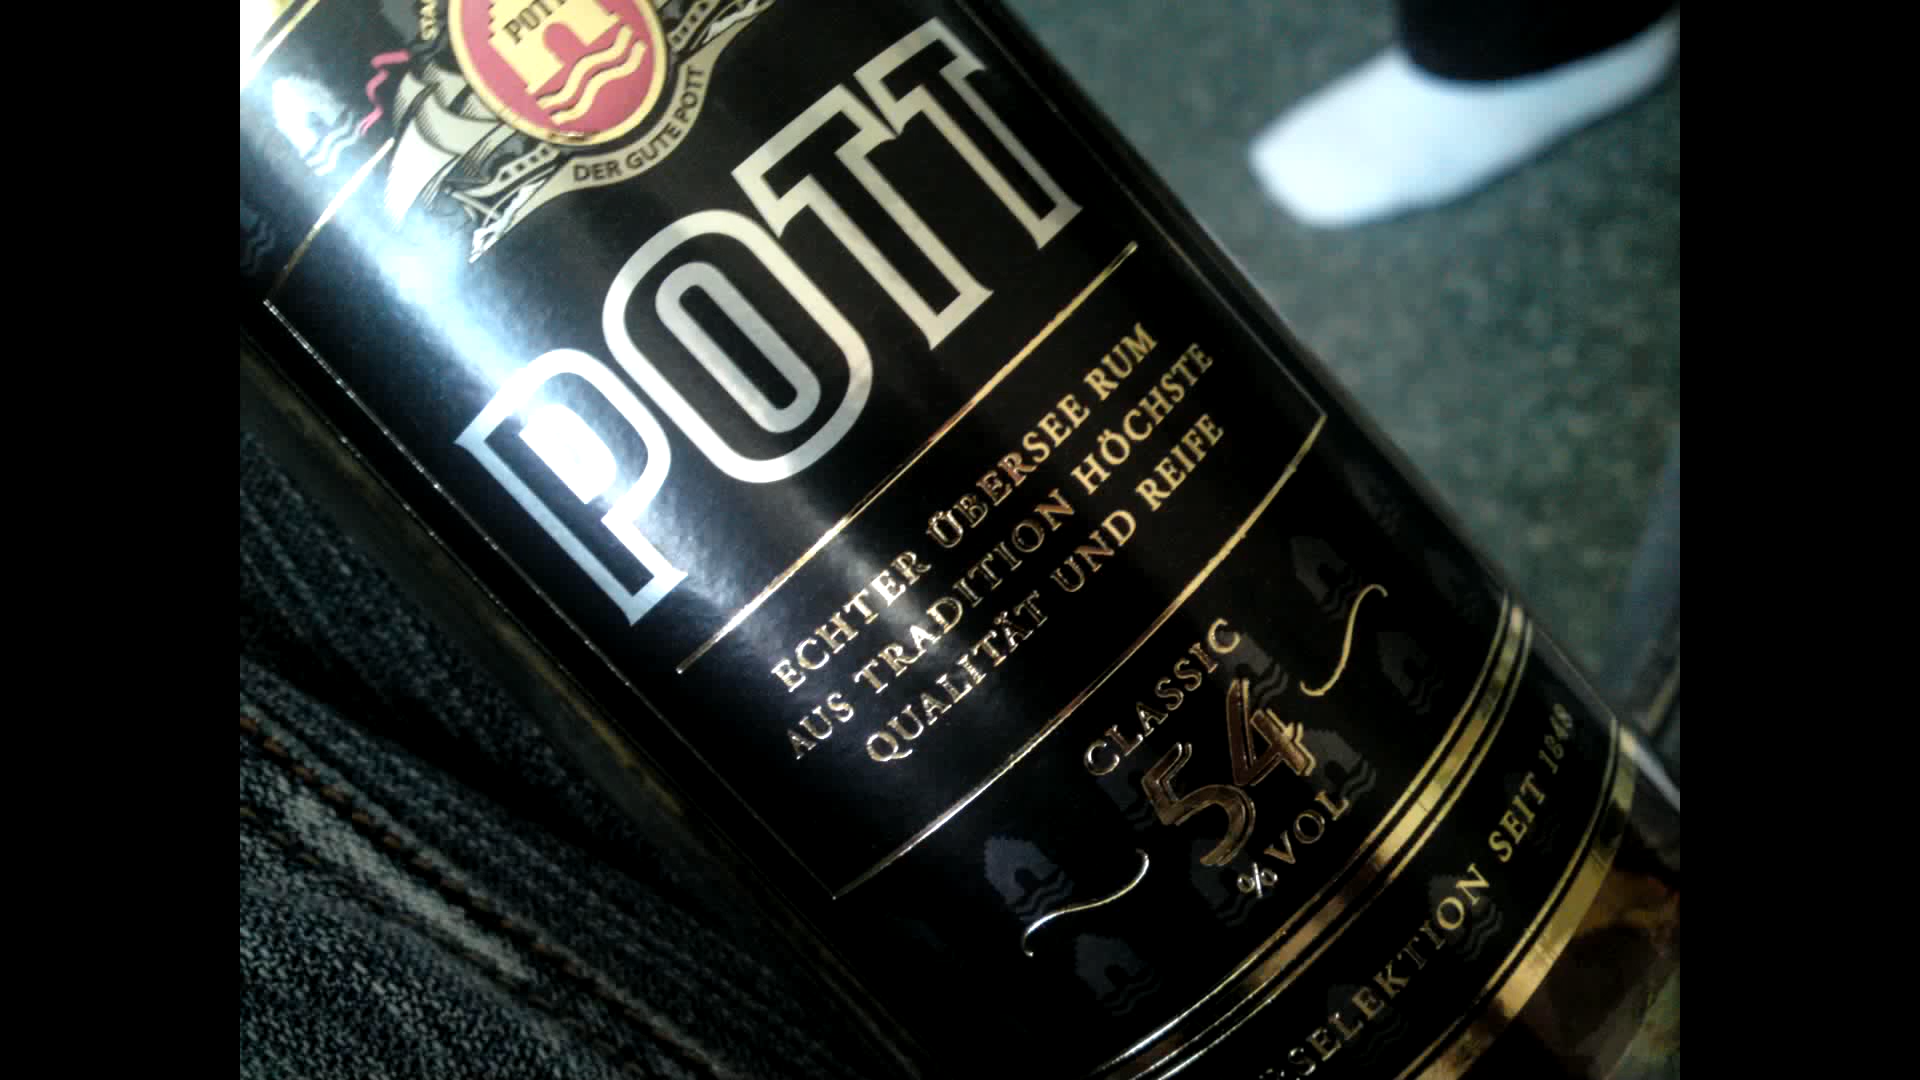 POTT
DER GUTE POTT
POTT
ECHTER ÜBERSEE RUM
AUS TRADITION HÖCHSTE
QUALITÄT UND REIFE
CLASSIC
54
%VOL
SELEKTION SEIT 1848